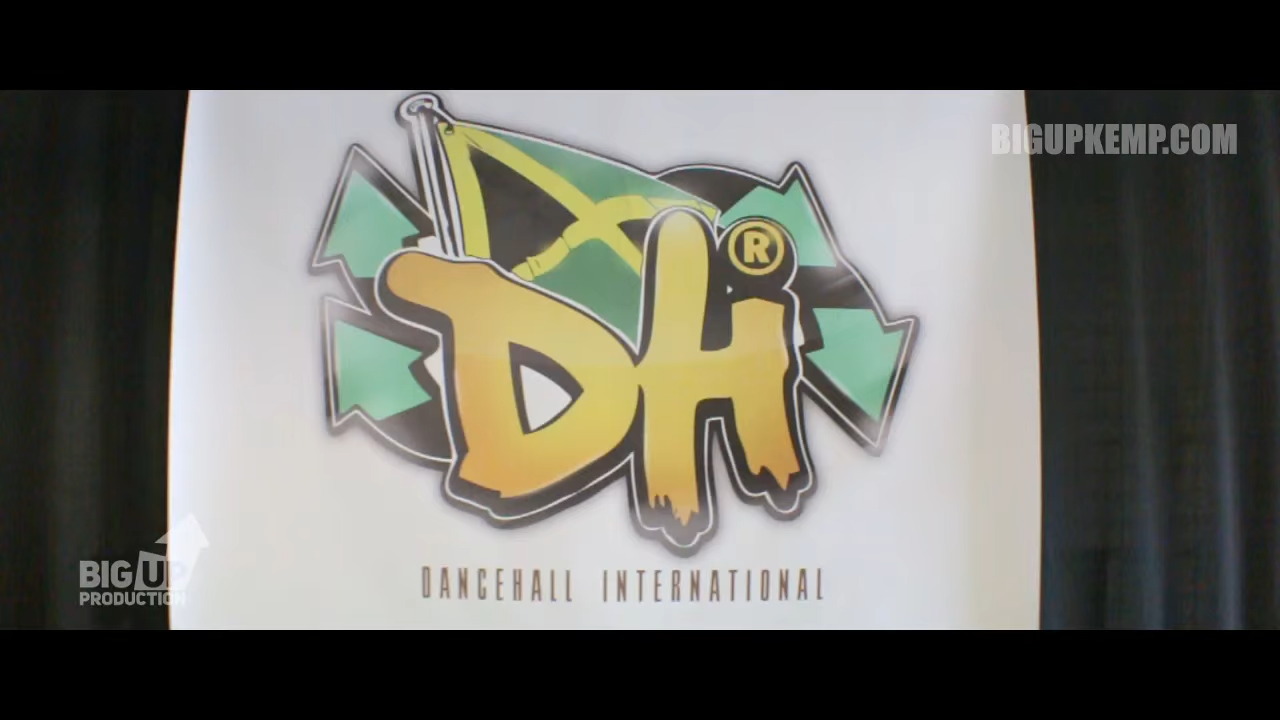 BIGUPKEMP.COM
DH®
DANCEHALL INTERNATIONAL
BIG UP
PRODUCTION